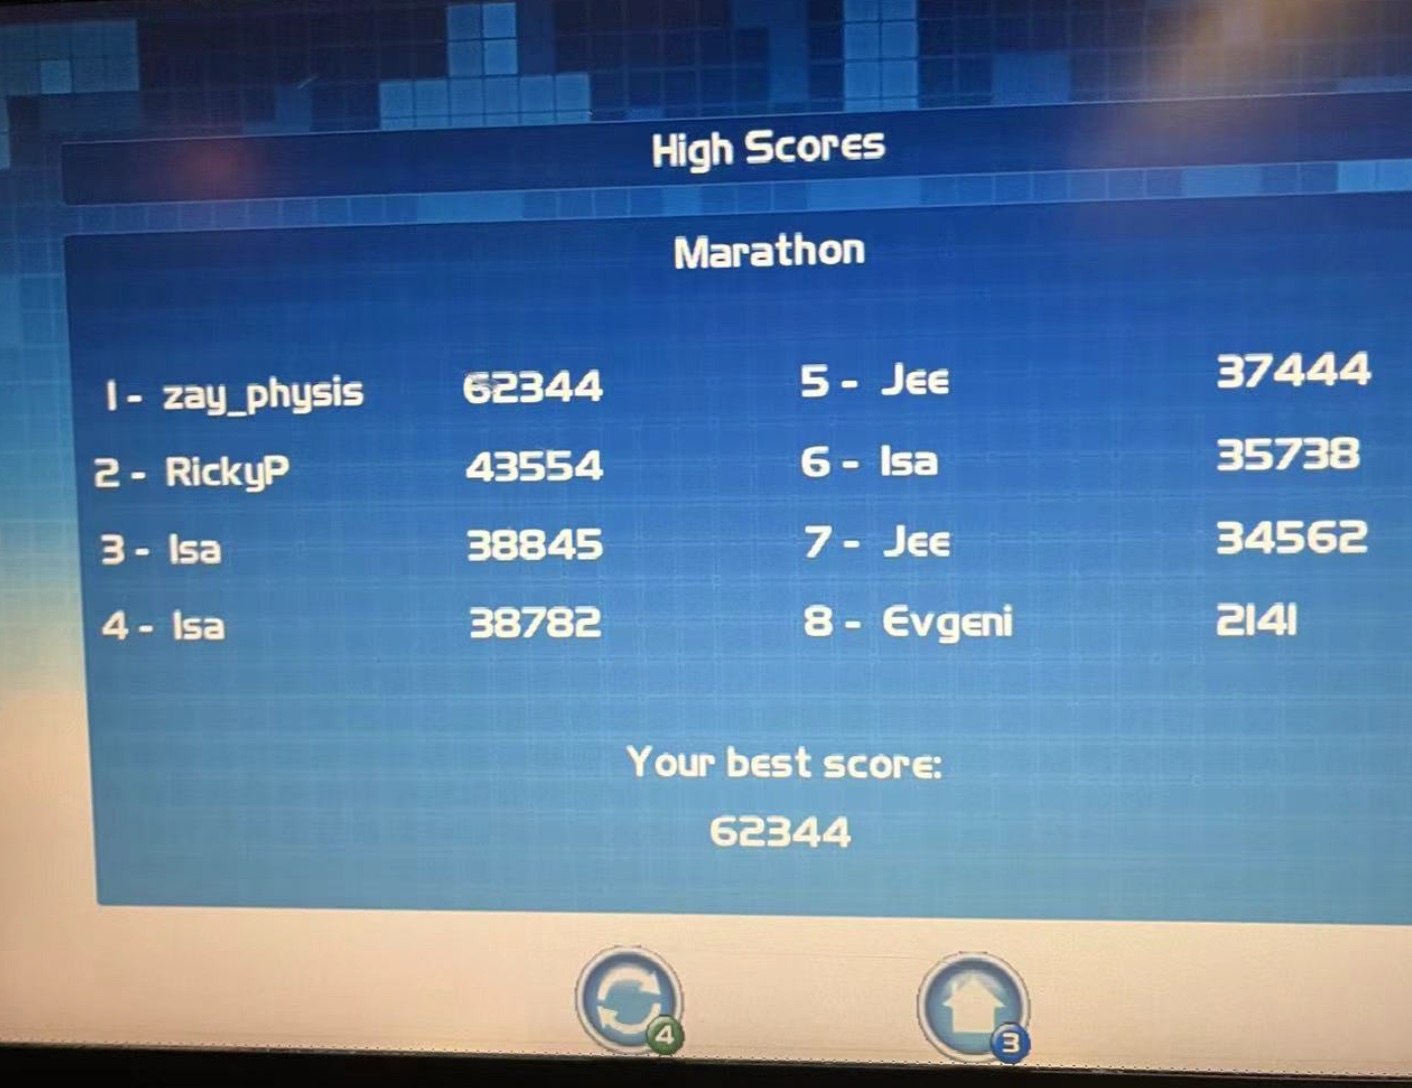 High Scores
Marathon
1 - zay_physis 62344
2 - RickyP 43554
3 - Isa 38845
4 - Isa 38782
5 - Jee 37444
6 - Isa 35738
7 - Jee 34562
8 - Evgeni 2141
Your best score:
62344
4
3